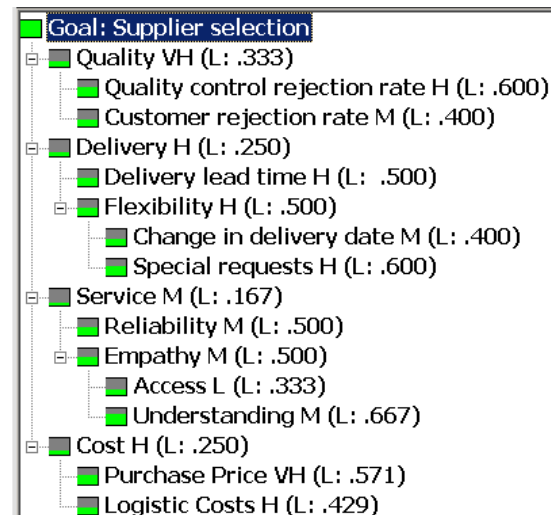 Goal: Supplier selection
Quality VH (L: .333)
Quality control rejection rate H (L: .600)
Customer rejection rate M (L: .400)
Delivery H (L: .250)
Delivery lead time H (L: .500)
Flexibility H (L: .500)
Change in delivery date M (L: .400)
Special requests H (L: .600)
Service M (L: .167)
Reliability M (L: .500)
Empathy M (L: .500)
Access L (L: .333)
Understanding M (L: .667)
Cost H (L: .250)
Purchase Price VH (L: .571)
Logistic Costs H (L: .429)